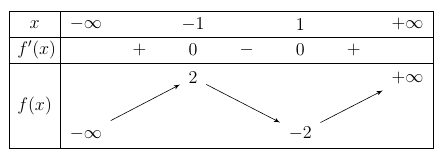 x −∞ −1 1 +∞
f′(x) + 0 − 0 +
2 +∞
f(x)
−∞ −2